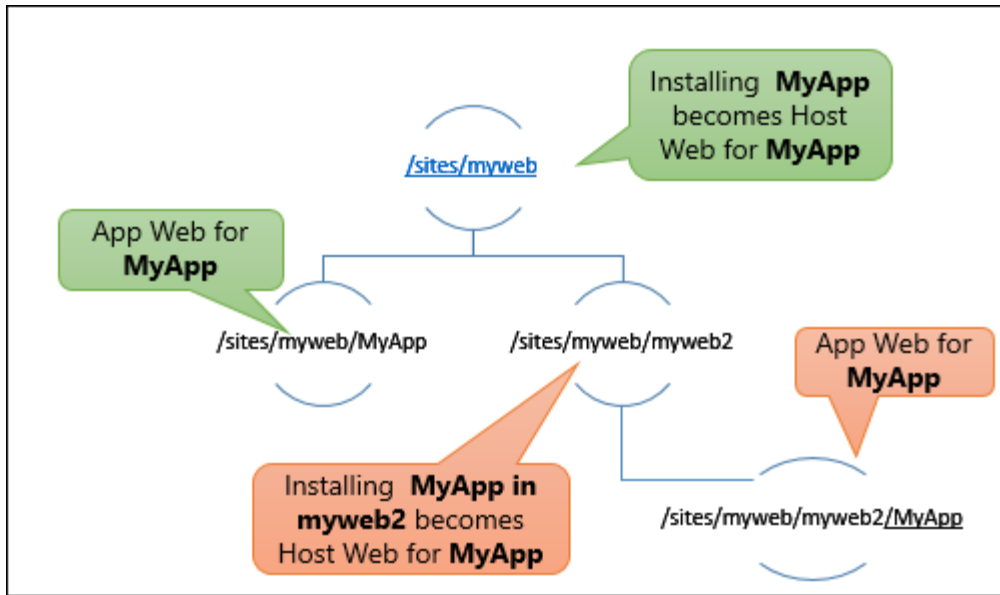 Installing MyApp
becomes Host
Web for MyApp
/sites/myweb
App Web for
MyApp
/sites/myweb/MyApp
/sites/myweb/myweb2
App Web for
MyApp
Installing MyApp in
myweb2 becomes
Host Web for MyApp
/sites/myweb/myweb2/MyApp